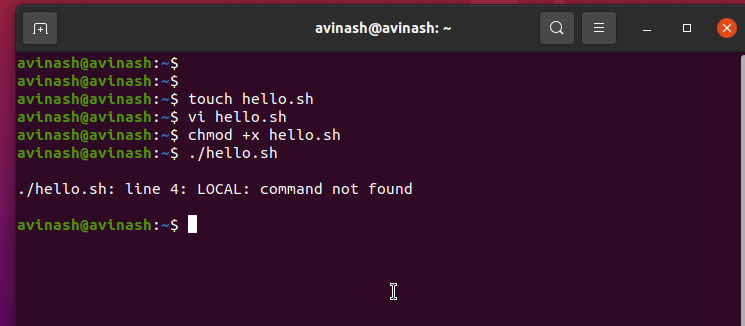 avinash@avinash: ~
avinash@avinash:~$
avinash@avinash:~$
avinash@avinash:~$ touch hello.sh
avinash@avinash:~$ vi hello.sh
avinash@avinash:~$ chmod +x hello.sh
avinash@avinash:~$ ./hello.sh
./hello.sh: line 4: LOCAL: command not found
avinash@avinash:~$